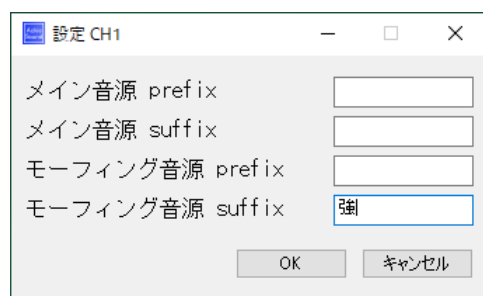 設定 CH1
メイン音源 prefix
メイン音源 suffix
モーフィング音源 prefix
モーフィング音源 suffix 強
OK キャンセル